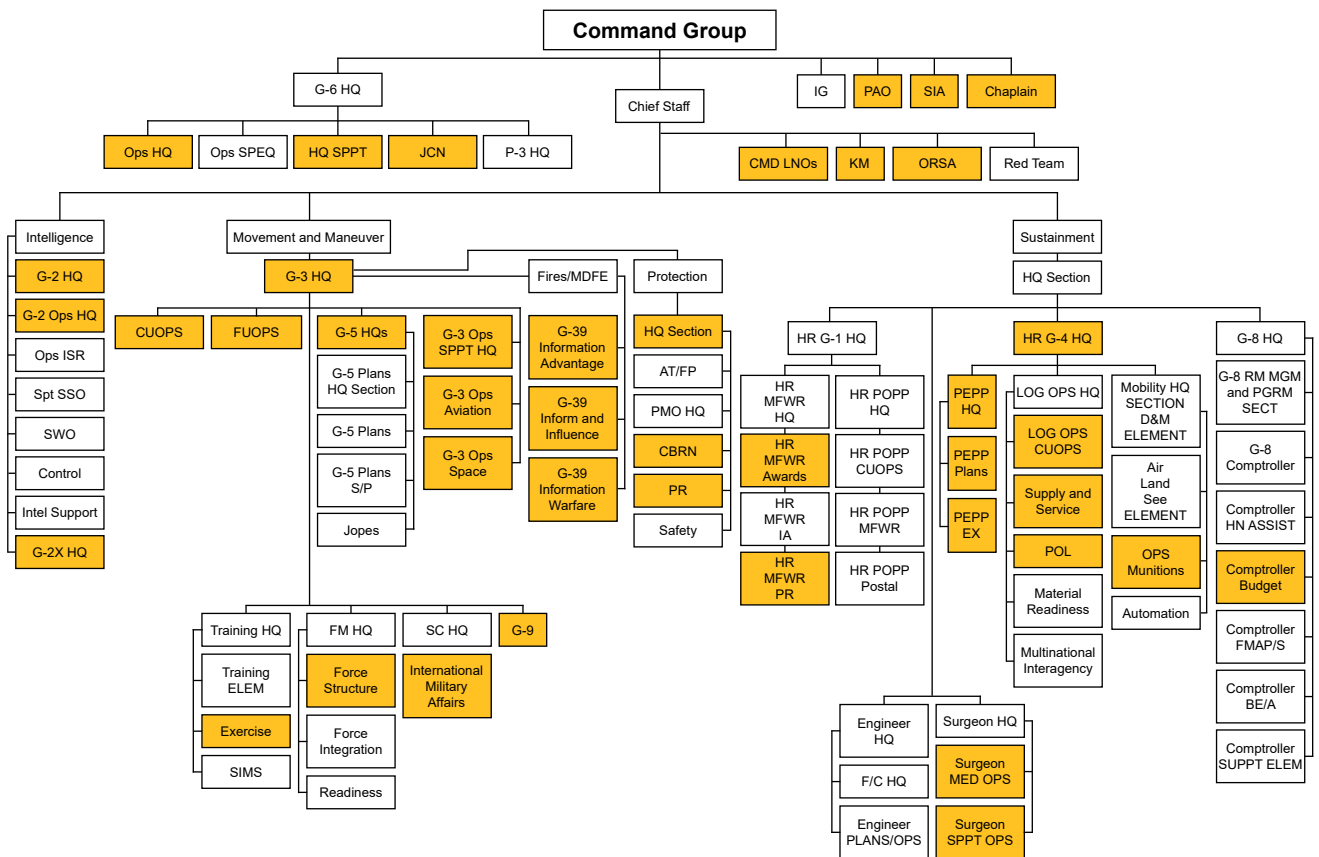 Command Group
G-6 HQ
Chief Staff
IG
PAO
SIA
Chaplain
Ops HQ
Ops SPEQ
HQ SPPT
JCN
P-3 HQ
CMD LNOs
KM
ORSA
Red Team
Intelligence
G-2 HQ
G-2 Ops HQ
Ops ISR
Spt SSO
SWO
Control
Intel Support
G-2X HQ
Movement and Maneuver
G-3 HQ
CUOPS
FUOPS
G-5 HQs
G-5 Plans
HQ Section
G-5 Plans
G-5 Plans
S/P
Jopes
G-3 Ops
SPPT HQ
G-3 Ops
Aviation
G-3 Ops
Space
Fires/MDFE
G-39
Information
Advantage
G-39
Inform and
Influence
G-39
Information
Warfare
Protection
HQ Section
AT/FP
PMO HQ
CBRN
PR
Safety
Training HQ
Training
ELEM
Exercise
SIMS
FM HQ
Force
Structure
Force
Integration
Readiness
SC HQ
International
Military
Affairs
G-9
Sustainment
HQ Section
HR G-1 HQ
HR
MFWR
HQ
HR
MFWR
Awards
HR
MFWR
IA
HR
MFWR
PR
HR POPP
HQ
HR POPP
CUOPS
HR POPP
MFWR
HR POPP
Postal
HR G-4 HQ
PEPP
HQ
PEPP
Plans
PEPP
EX
LOG OPS HQ
LOG OPS
CUOPS
Supply and
Service
POL
Material
Readiness
Multinational
Interagency
Mobility HQ
SECTION
D&M
ELEMENT
Air
Land
See
ELEMENT
OPS
Munitions
Automation
G-8 HQ
G-8 RM MGM
and PGRM
SECT
G-8
Comptroller
Comptroller
HN ASSIST
Comptroller
Budget
Comptroller
FMAP/S
Comptroller
BE/A
Comptroller
SUPPT ELEM
Engineer
HQ
F/C HQ
Engineer
PLANS/OPS
Surgeon HQ
Surgeon
MED OPS
Surgeon
SPPT OPS